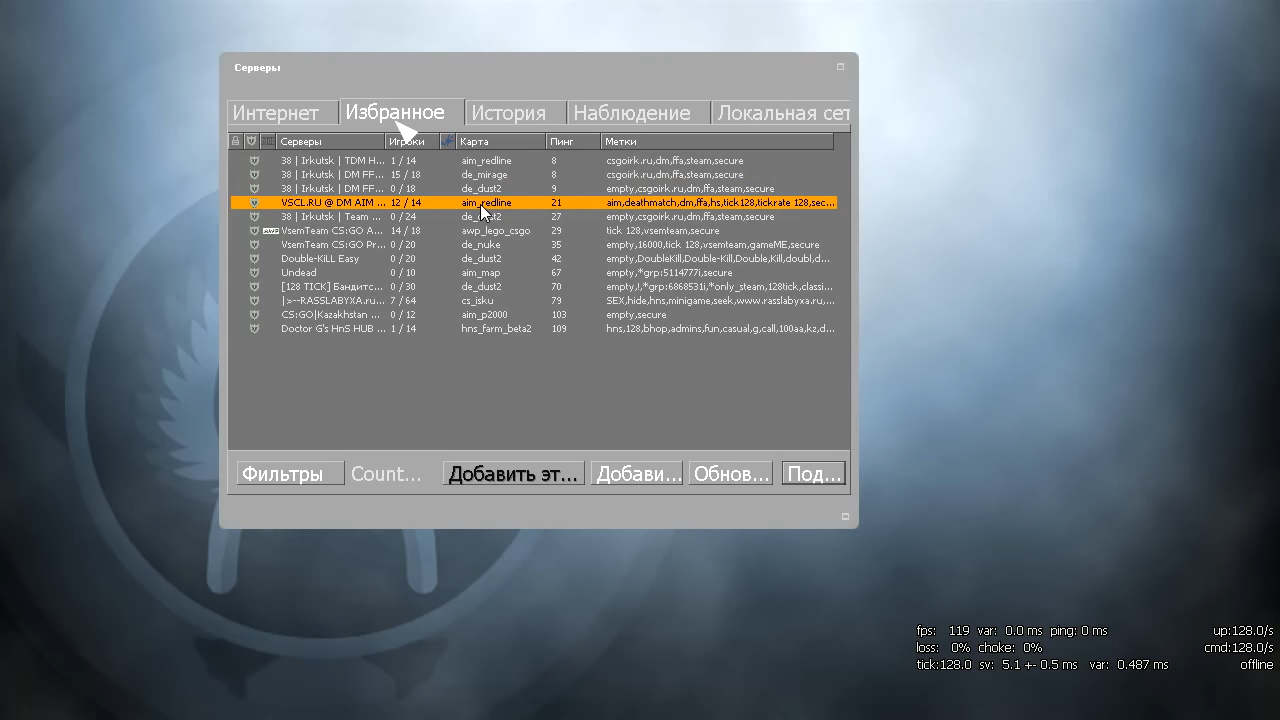 Серверы
Интернет Избранное История Наблюдение Локальная сет
Серверы Игроки Карта Пинг Метки
38 | Irkutsk | TDM H... 1 / 14 aim_redline 8 csgoirk.ru,dm,ffa,steam,secure
38 | Irkutsk | DM FF... 15 / 18 de_mirage 8 csgoirk.ru,dm,ffa,steam,secure
38 | Irkutsk | DM FF... 0 / 18 de_dust2 9 empty,csgoirk.ru,dm,ffa,steam,secure
VSCL.RU @ DM AIM ... 12 / 14 aim_redline 21 aim,deathmatch,dm,ffa,hs,tick128,tickrate 128,sec...
38 | Irkutsk | Team ... 0 / 24 de_dust2 27 empty,csgoirk.ru,dm,ffa,steam,secure
AWP VsemTeam CS:GO A... 14 / 18 awp_lego_csgo 29 tick 128,vsemteam,secure
VsemTeam CS:GO Pr... 0 / 20 de_nuke 35 empty,16000,tick 128,vsemteam,gameME,secure
Double-KiLL Easy 0 / 20 de_dust2 42 empty,DoubleKill,Double-Kill,Double,Kill,doubl,d...
Undead 0 / 10 aim_map 67 empty,*grp:5114777i,secure
[128 TICK] Бандитс... 0 / 30 de_dust2 70 empty,!,*grp:6868531i,*only_steam,128tick,classi...
|>--RASSLABYXA.ru... 7 / 64 cs_isku 79 SEX,hide,hns,minigame,seek,www.rasslabyxa.ru,...
CS:GO|Kazakhstan ... 0 / 12 aim_p2000 103 empty,secure
Doctor G's HnS HUB ... 1 / 14 hns_farm_beta2 109 hns,128,bhop,admins,fun,casual,g,call,100aa,kz,d...
Фильтры Count... Добавить эт... Добави... Обнов... Под...
fps: 119 var: 0.0 ms ping: 0 ms up:128.0/s
loss: 0% choke: 0% cmd:128.0/s
tick:128.0 sv: 5.1 +- 0.5 ms var: 0.487 ms offline